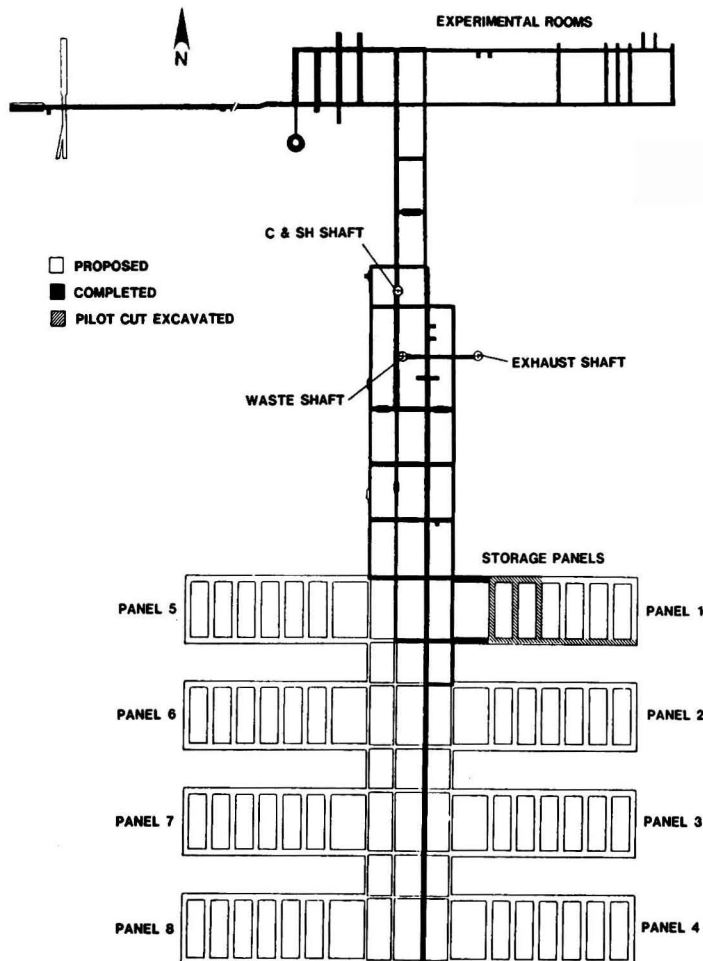 EXPERIMENTAL ROOMS
N
C & SH SHAFT
PROPOSED
COMPLETED
PILOT CUT EXCAVATED
EXHAUST SHAFT
WASTE SHAFT
STORAGE PANELS
PANEL 5
PANEL 1
PANEL 6
PANEL 2
PANEL 7
PANEL 3
PANEL 8
PANEL 4